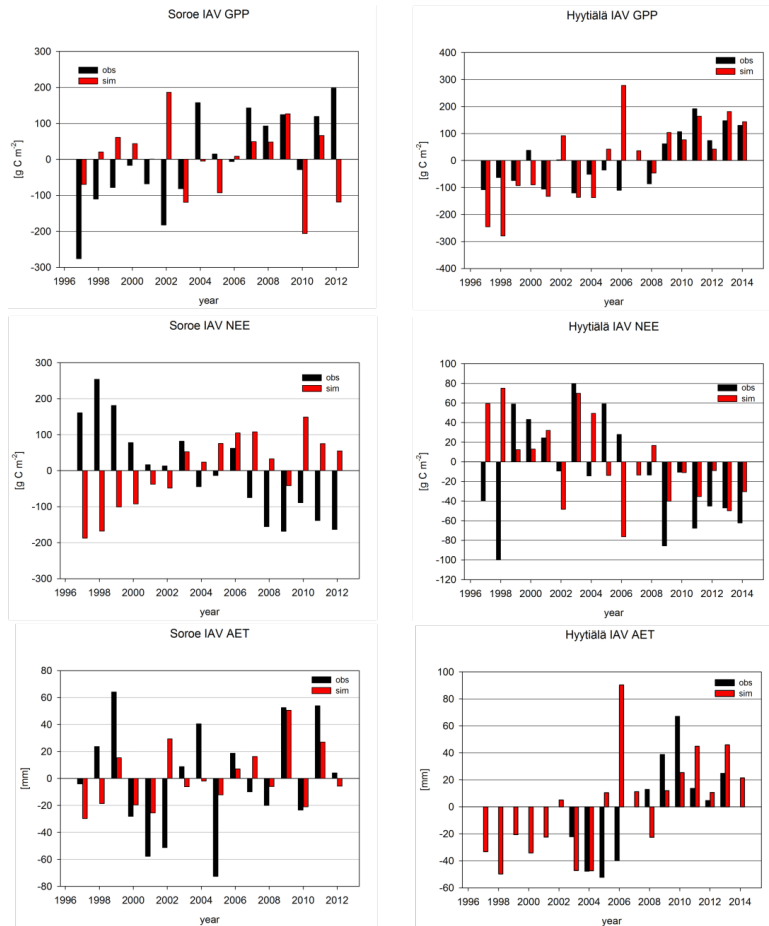 Soroe IAV GPP
300
200
100
0
-100
-200
-300
[g C m-2]
obs
sim
1996 1998 2000 2002 2004 2006 2008 2010 2012
year
Hyytiälä IAV GPP
400
300
200
100
0
-100
-200
-300
-400
[g C m-2]
obs
sim
1996 1998 2000 2002 2004 2006 2008 2010 2012 2014
year
Soroe IAV NEE
300
200
100
0
-100
-200
-300
[g C m-2]
obs
sim
1996 1998 2000 2002 2004 2006 2008 2010 2012
year
Hyytiälä IAV NEE
100
80
60
40
20
0
-20
-40
-60
-80
-100
-120
[g C m-2]
obs
sim
1996 1998 2000 2002 2004 2006 2008 2010 2012 2014
year
Soroe IAV AET
80
60
40
20
0
-20
-40
-60
-80
[mm]
obs
sim
1996 1998 2000 2002 2004 2006 2008 2010 2012
year
Hyytiälä IAV AET
100
80
60
40
20
0
-20
-40
-60
[mm]
obs
sim
1996 1998 2000 2002 2004 2006 2008 2010 2012 2014
year